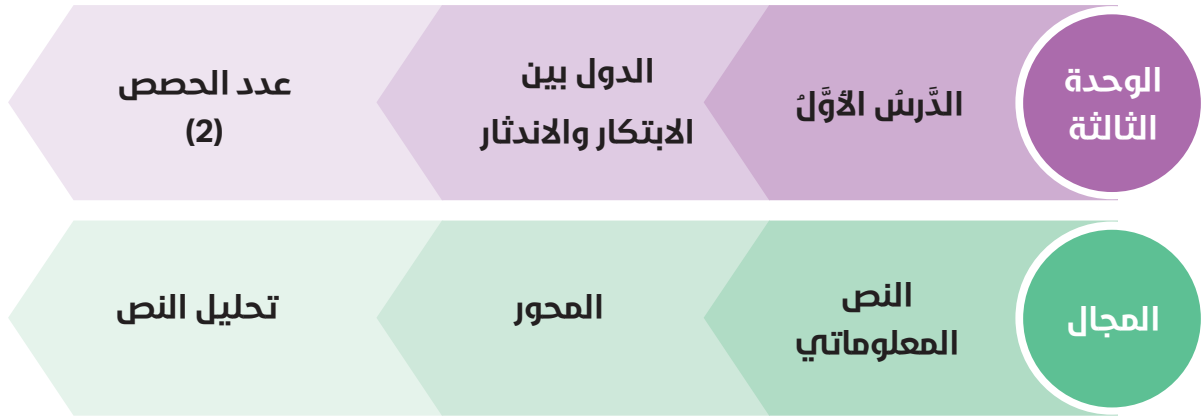 الوحدة
الثالثة
الدَّرسُ الأوَّلُ
الدول بين
الابتكار والاندثار
عدد الحصص
(2)
المجال
النص
المعلوماتي
المحور
تحليل النص